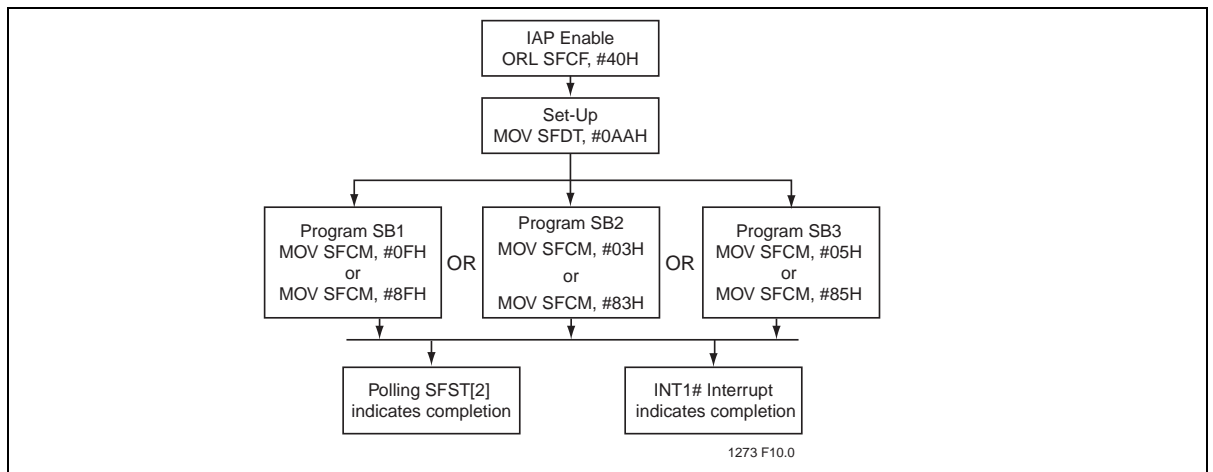 IAP Enable
ORL SFCF, #40H
Set-Up
MOV SFDT, #0AAH
Program SB1
MOV SFCM, #0FH
or
MOV SFCM, #8FH
OR
Program SB2
MOV SFCM, #03H
or
MOV SFCM, #83H
OR
Program SB3
MOV SFCM, #05H
or
MOV SFCM, #85H
Polling SFST[2]
indicates completion
INT1# Interrupt
indicates completion
1273 F10.0